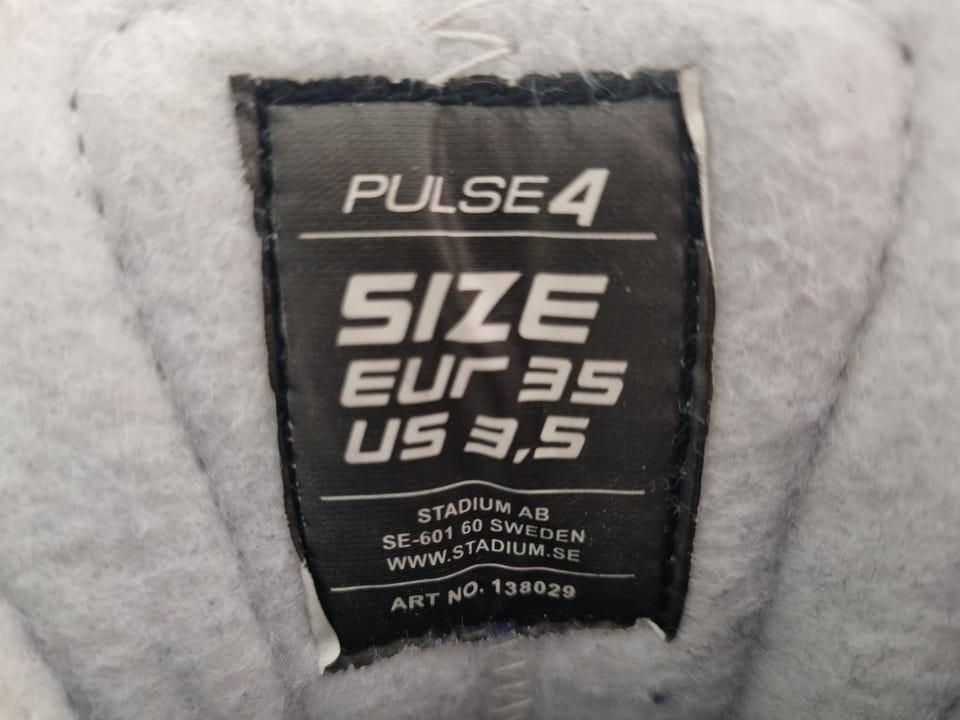 PULSE4
SIZE
EUr 35
US 3,5
STADIUM AB
SE-601 60 SWEDEN
WWW.STADIUM.SE
ART NO. 138029